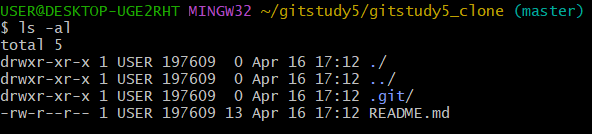 USER@DESKTOP-UGE2RHT MINGW32 ~/gitstudy5/gitstudy5_clone (master)
$ ls -al
total 5
drwxr-xr-x 1 USER 197609  0 Apr 16 17:12 ./
drwxr-xr-x 1 USER 197609  0 Apr 16 17:12 ../
drwxr-xr-x 1 USER 197609  0 Apr 16 17:12 .git/
-rw-r--r-- 1 USER 197609 13 Apr 16 17:12 README.md